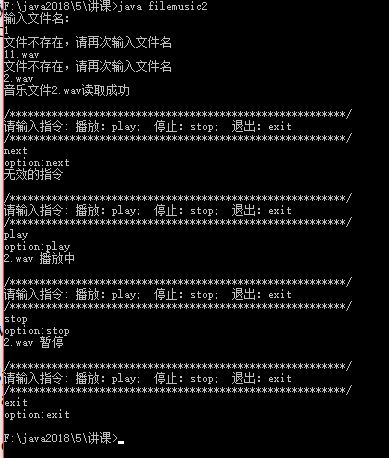 F:\java2018\5\讲课>java filemusic2
输入文件名：
1
文件不存在，请再次输入文件名
11.wav
文件不存在，请再次输入文件名
2.wav
音乐文件2.wav读取成功
/***************************************************/
请输入指令: 播放: play;  停止: stop;  退出: exit
/***************************************************/
next
option:next
无效的指令
/***************************************************/
请输入指令: 播放: play;  停止: stop;  退出: exit
/***************************************************/
play
option:play
2.wav 播放中
/***************************************************/
请输入指令: 播放: play;  停止: stop;  退出: exit
/***************************************************/
stop
option:stop
2.wav 暂停
/***************************************************/
请输入指令: 播放: play;  停止: stop;  退出: exit
/***************************************************/
exit
option:exit
F:\java2018\5\讲课>